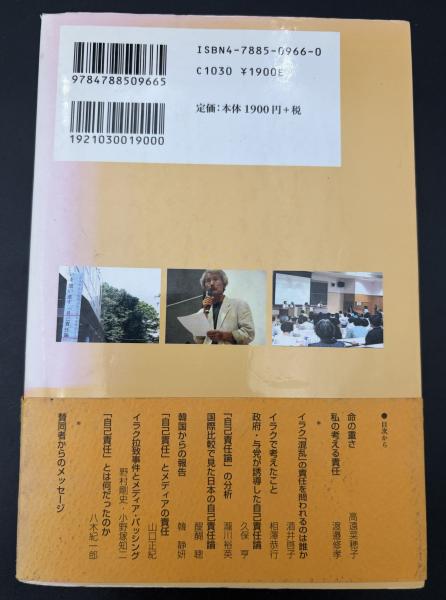 ISBN4-7885-0966-0
C1030 ¥1900E
9784788509665
定価：本体1900円+税
1921030019000
●目次から
命の重さ 高遠菜穂子
私の考える責任 渡邉修孝
イラク「混乱」の責任を問われるのは誰か 酒井啓子
イラクで考えたこと 相澤恭行
政府・与党が誘導した自己責任論 久保 亨
「自己責任論」の分析 瀧川裕英
国際比較で見た日本の自己責任論 醍醐 聰
韓国からの報告 韓 静妍
「自己責任」とメディアの責任 山口正紀
イラク拉致事件とメディア・バッシング 野村剛史・小野塚知二
「自己責任」とは何だったのか 八木紀一郎
*
賛同者からのメッセージ